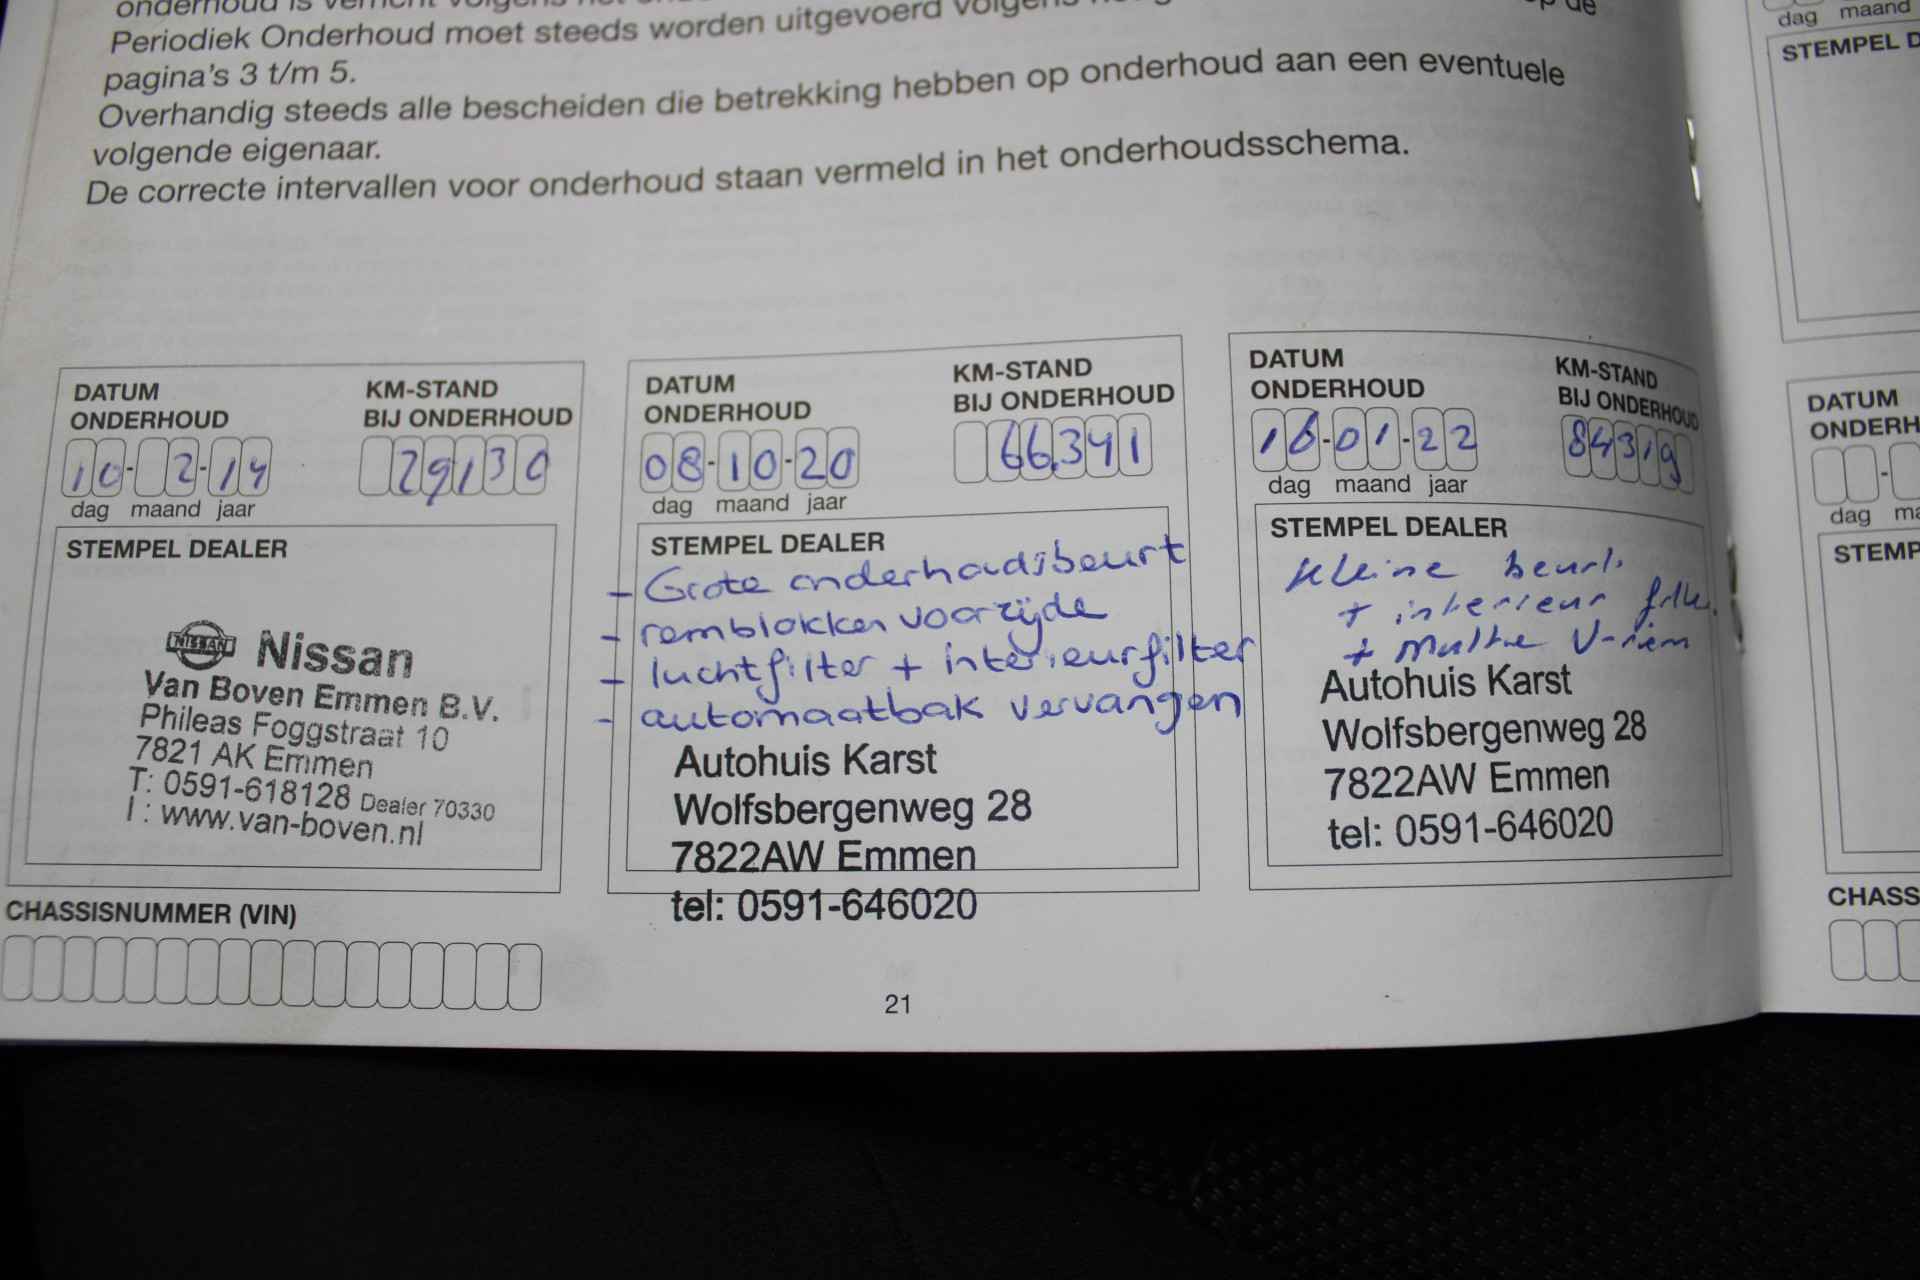 Periodiek Onderhoud moet steeds worden uitgevoerd
pagina's 3 t/m 5.
Overhandig steeds alle bescheiden die betrekking hebben op onderhoud aan een eventuele
volgende eigenaar.
De correcte intervallen voor onderhoud staan vermeld in het onderhoudsschema.
DATUM
ONDERHOUD
KM-STAND
BIJ ONDERHOUD
10- 2-14
29130
dag maand jaar
STEMPEL DEALER
NISSAN Nissan
Van Boven Emmen B.V.
Phileas Foggstraat 10
7821 AK Emmen
T: 0591-618128 Dealer 70330
I : www.van-boven.nl
CHASSISNUMMER (VIN)
DATUM
ONDERHOUD
KM-STAND
BIJ ONDERHOUD
08-10-20
66.341
dag maand jaar
STEMPEL DEALER
- Grote onderhoudsbeurt
- remblokken voorzijde
- luchtfilter + interieurfilter
- automaatbak vervangen
Autohuis Karst
Wolfsbergenweg 28
7822AW Emmen
tel: 0591-646020
DATUM
ONDERHOUD
KM-STAND
BIJ ONDERHOUD
16-01-22
84319
dag maand jaar
STEMPEL DEALER
Kleine beurt.
+ interieur
+ V-riem
Autohuis Karst
Wolfsbergenweg 28
7822AW Emmen
tel: 0591-646020
21
dag maand
STEMPEL
DATUM
dag